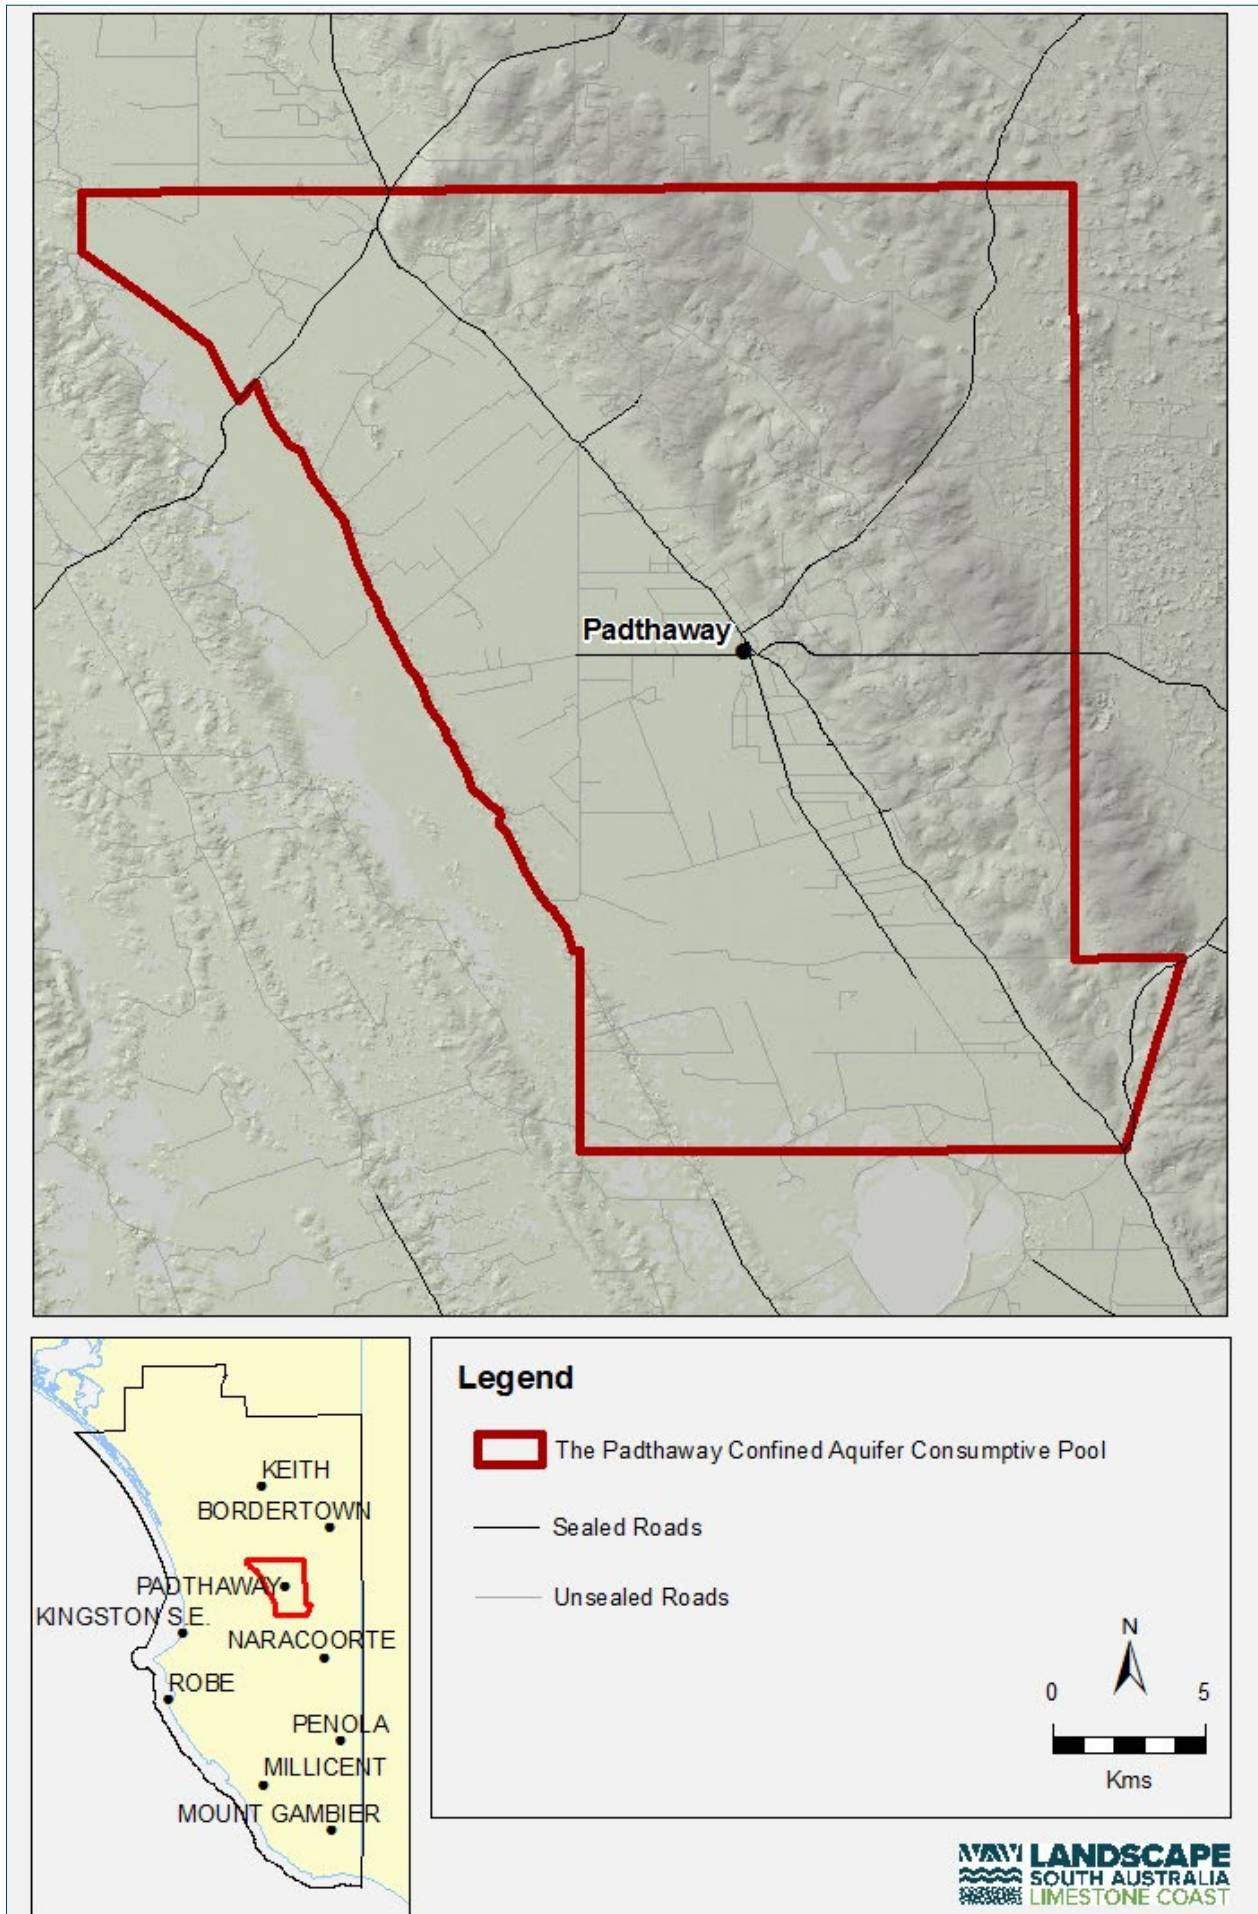 Padthaway
KEITH
BORDERTOWN
PADTHAWAY
KINGSTON S.E.
NARACOORTE
ROBE
PENOLA
MILLICENT
MOUNT GAMBIER
Legend
The Padthaway Confined Aquifer Consumptive Pool
Sealed Roads
Unsealed Roads
N
0 5
Kms
LANDSCAPE
SOUTH AUSTRALIA
LIMESTONE COAST